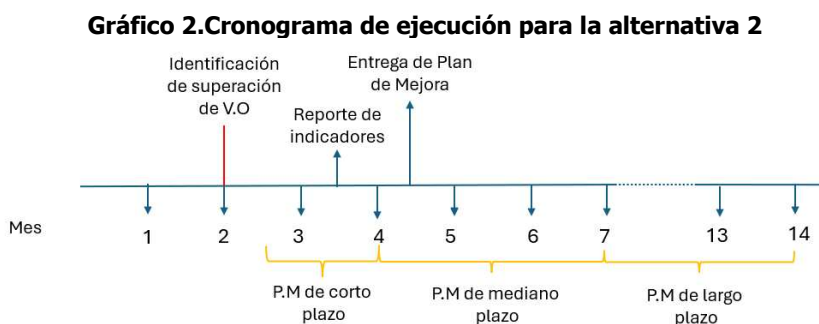 Gráfico 2.Cronograma de ejecución para la alternativa 2
Identificación
de superación
de V.O
Reporte de
indicadores
Entrega de Plan
de Mejora
Mes
1 2 3 4 5 6 7 13 14
P.M de corto
plazo
P.M de mediano
plazo
P.M de largo
plazo